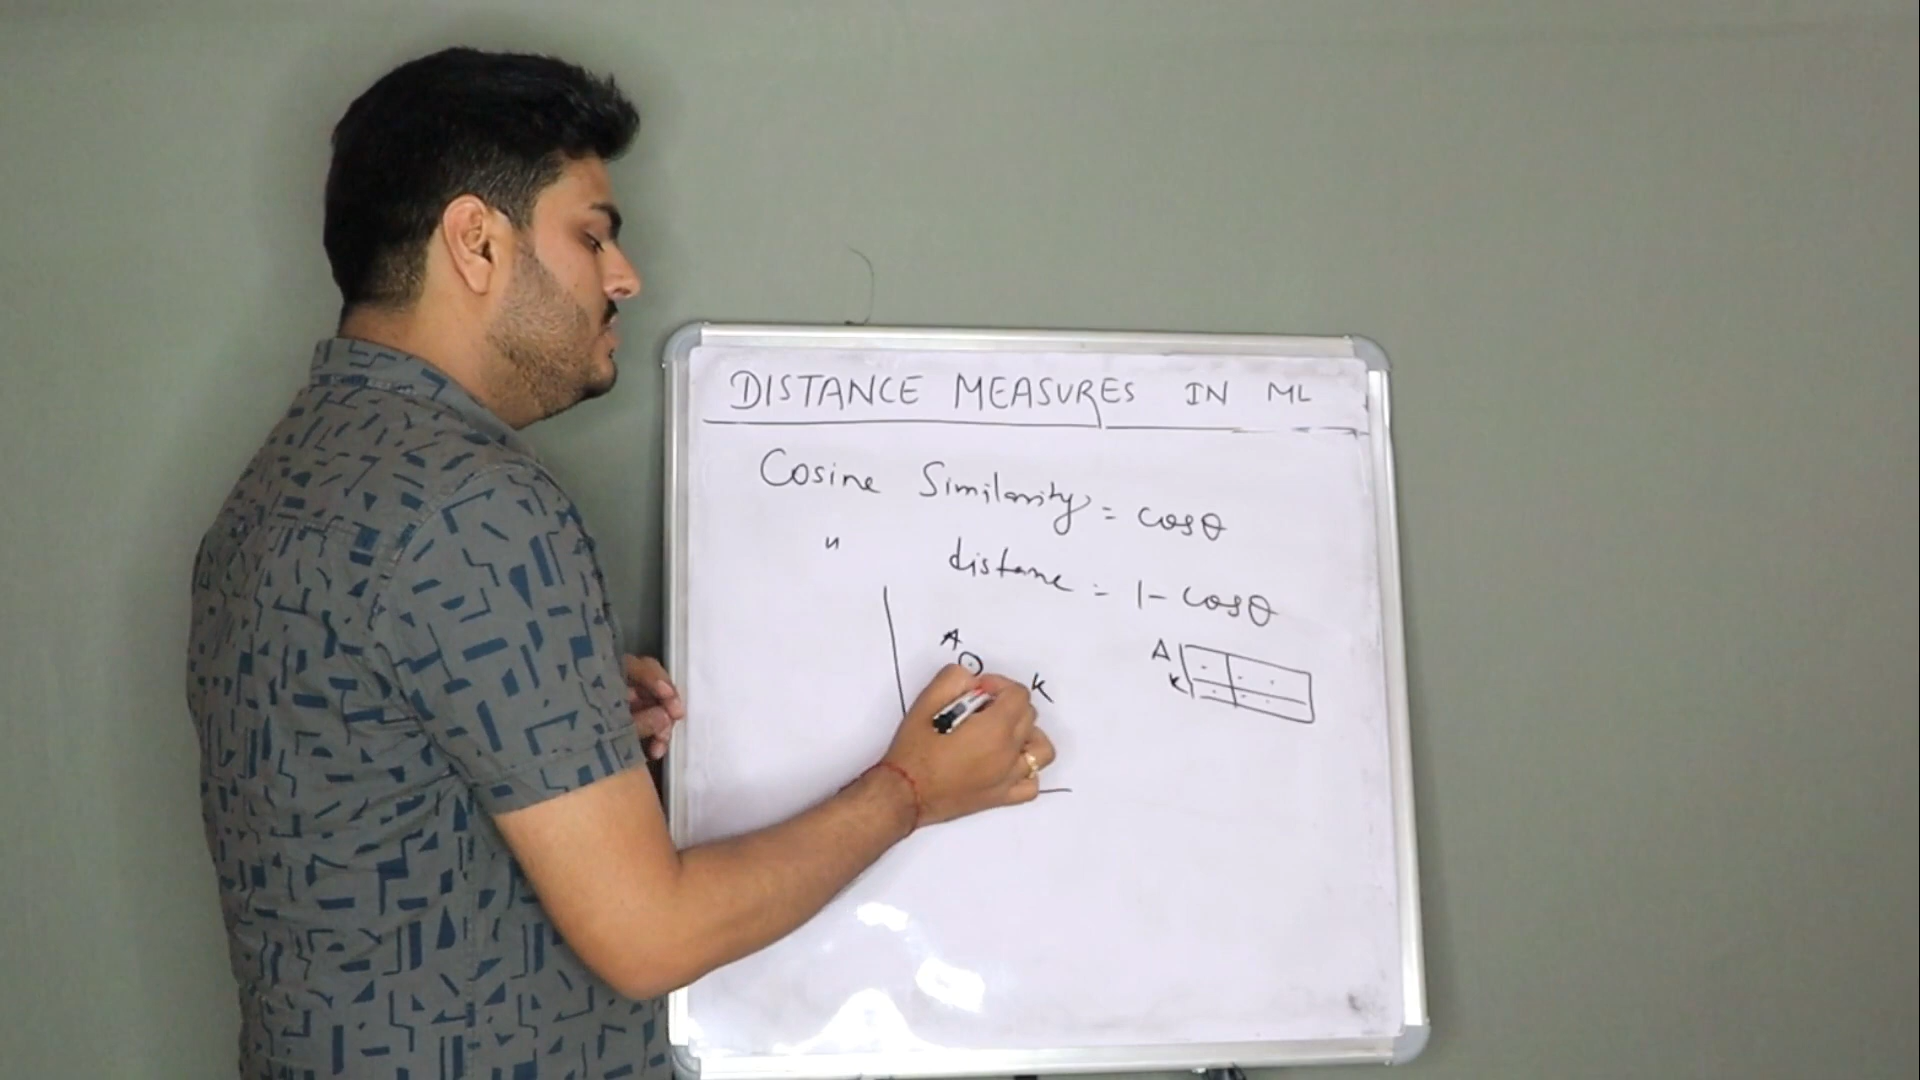 DISTANCE MEASURES IN ML
Cosine Similarity = cosθ
" distance = 1 - cosθ
A
K
A
K